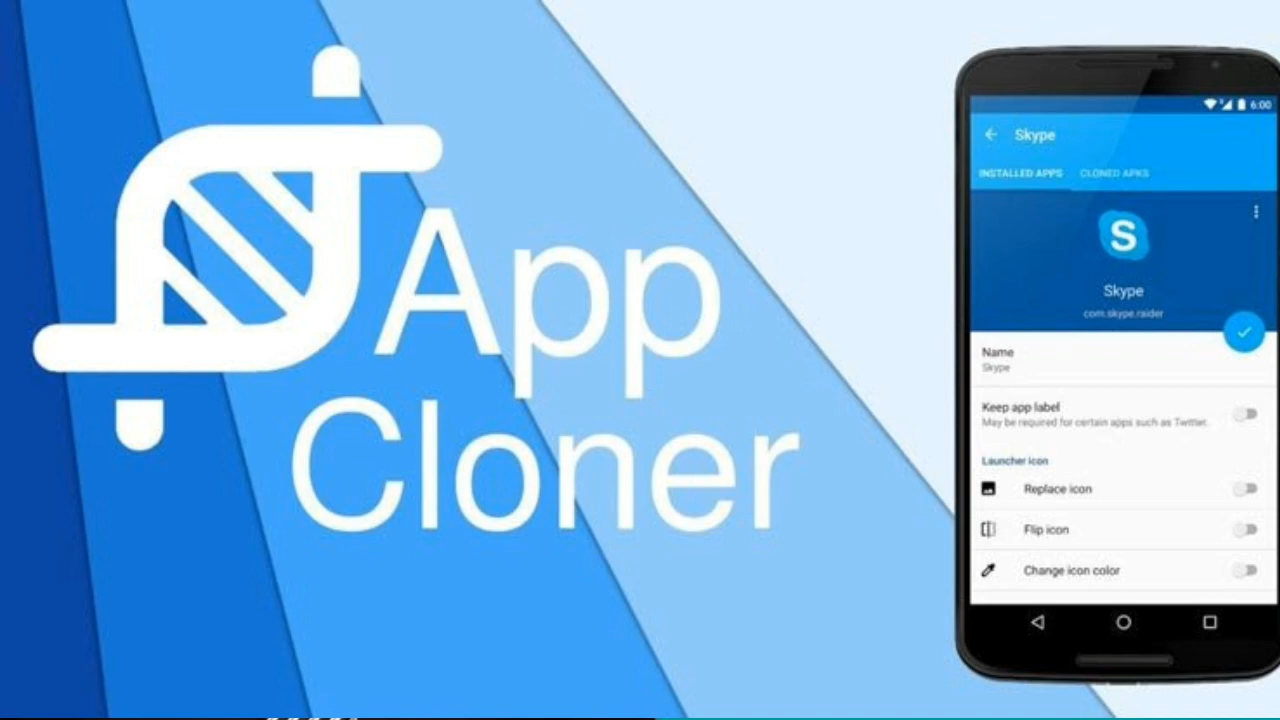 App
Cloner
6:00
Skype
INSTALLED APPS CLONED APKS
S
Skype
com.skype.raider
Name
Skype
Keep app label
May be required for certain apps such as Twitter.
Launcher icon
Replace icon
Flip icon
Change icon color